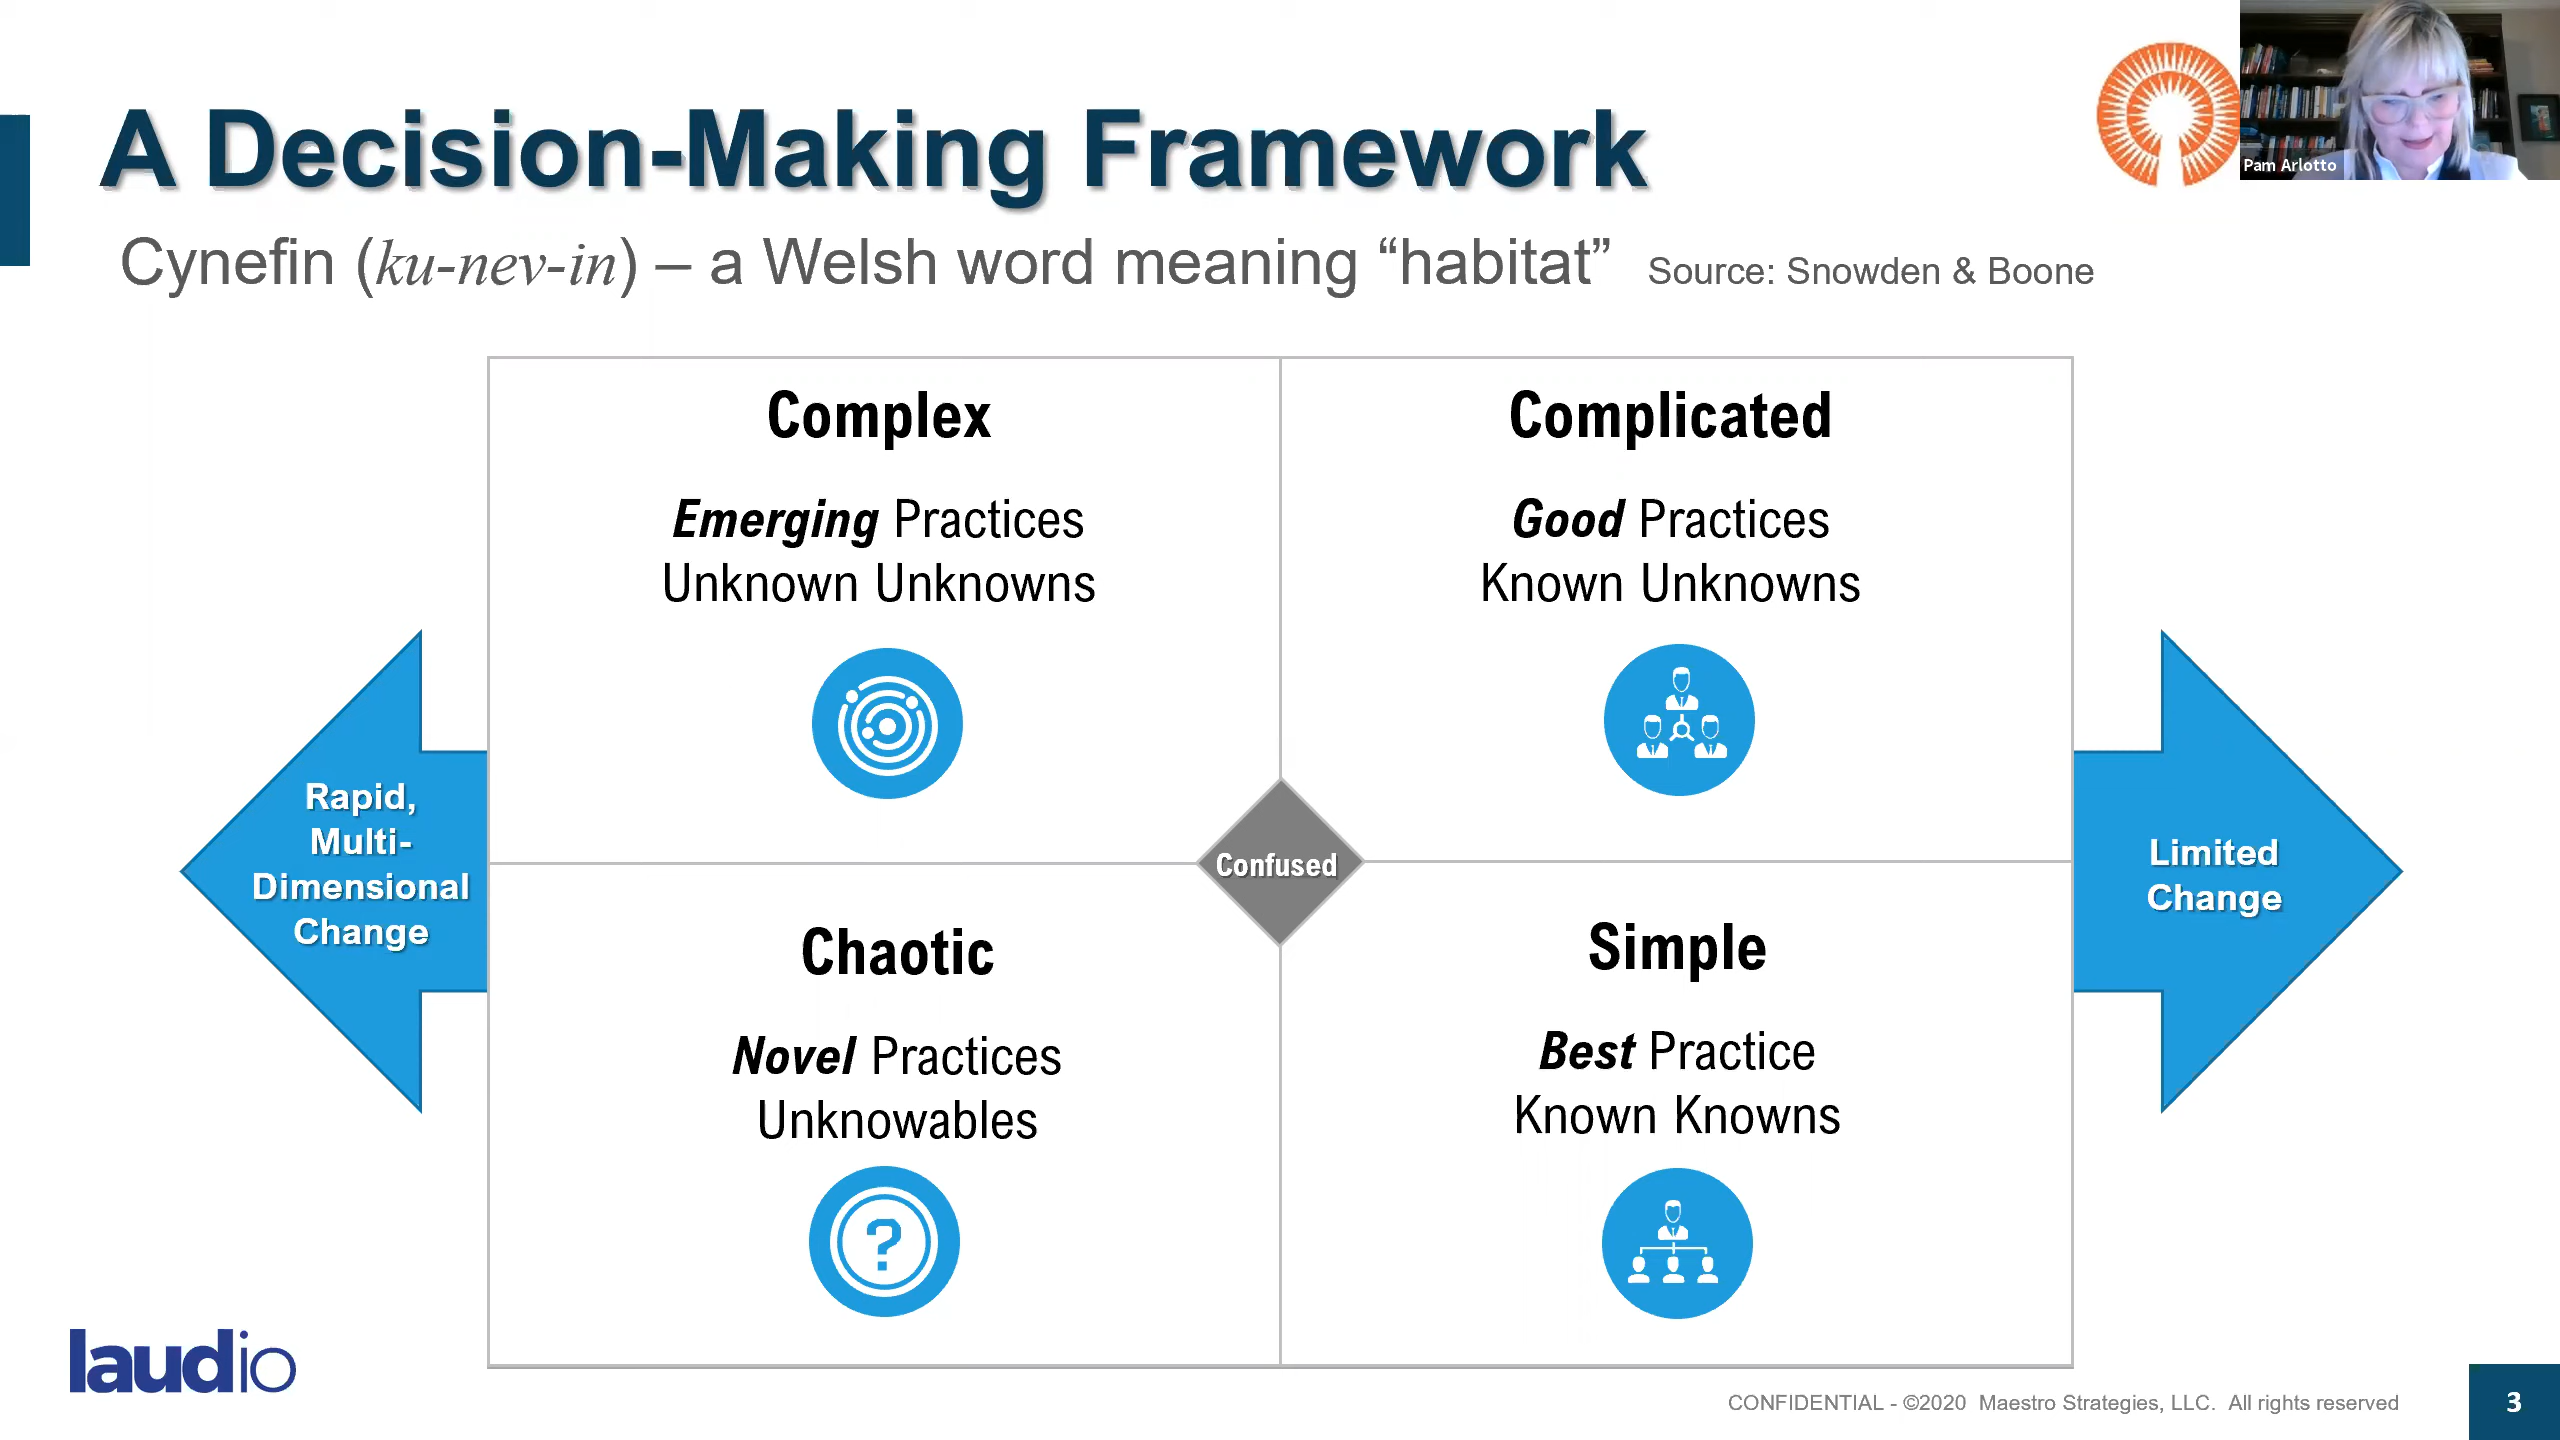 A Decision-Making Framework
Cynefin (ku-nev-in) – a Welsh word meaning “habitat” Source: Snowden & Boone
Pam Arlotto
Complex
Emerging Practices
Unknown Unknowns
Complicated
Good Practices
Known Unknowns
Rapid,
Multi-
Dimensional
Change
Confused
Limited
Change
Chaotic
Novel Practices
Unknowables
?
Simple
Best Practice
Known Knowns
laudio
CONFIDENTIAL - ©2020 Maestro Strategies, LLC. All rights reserved
3